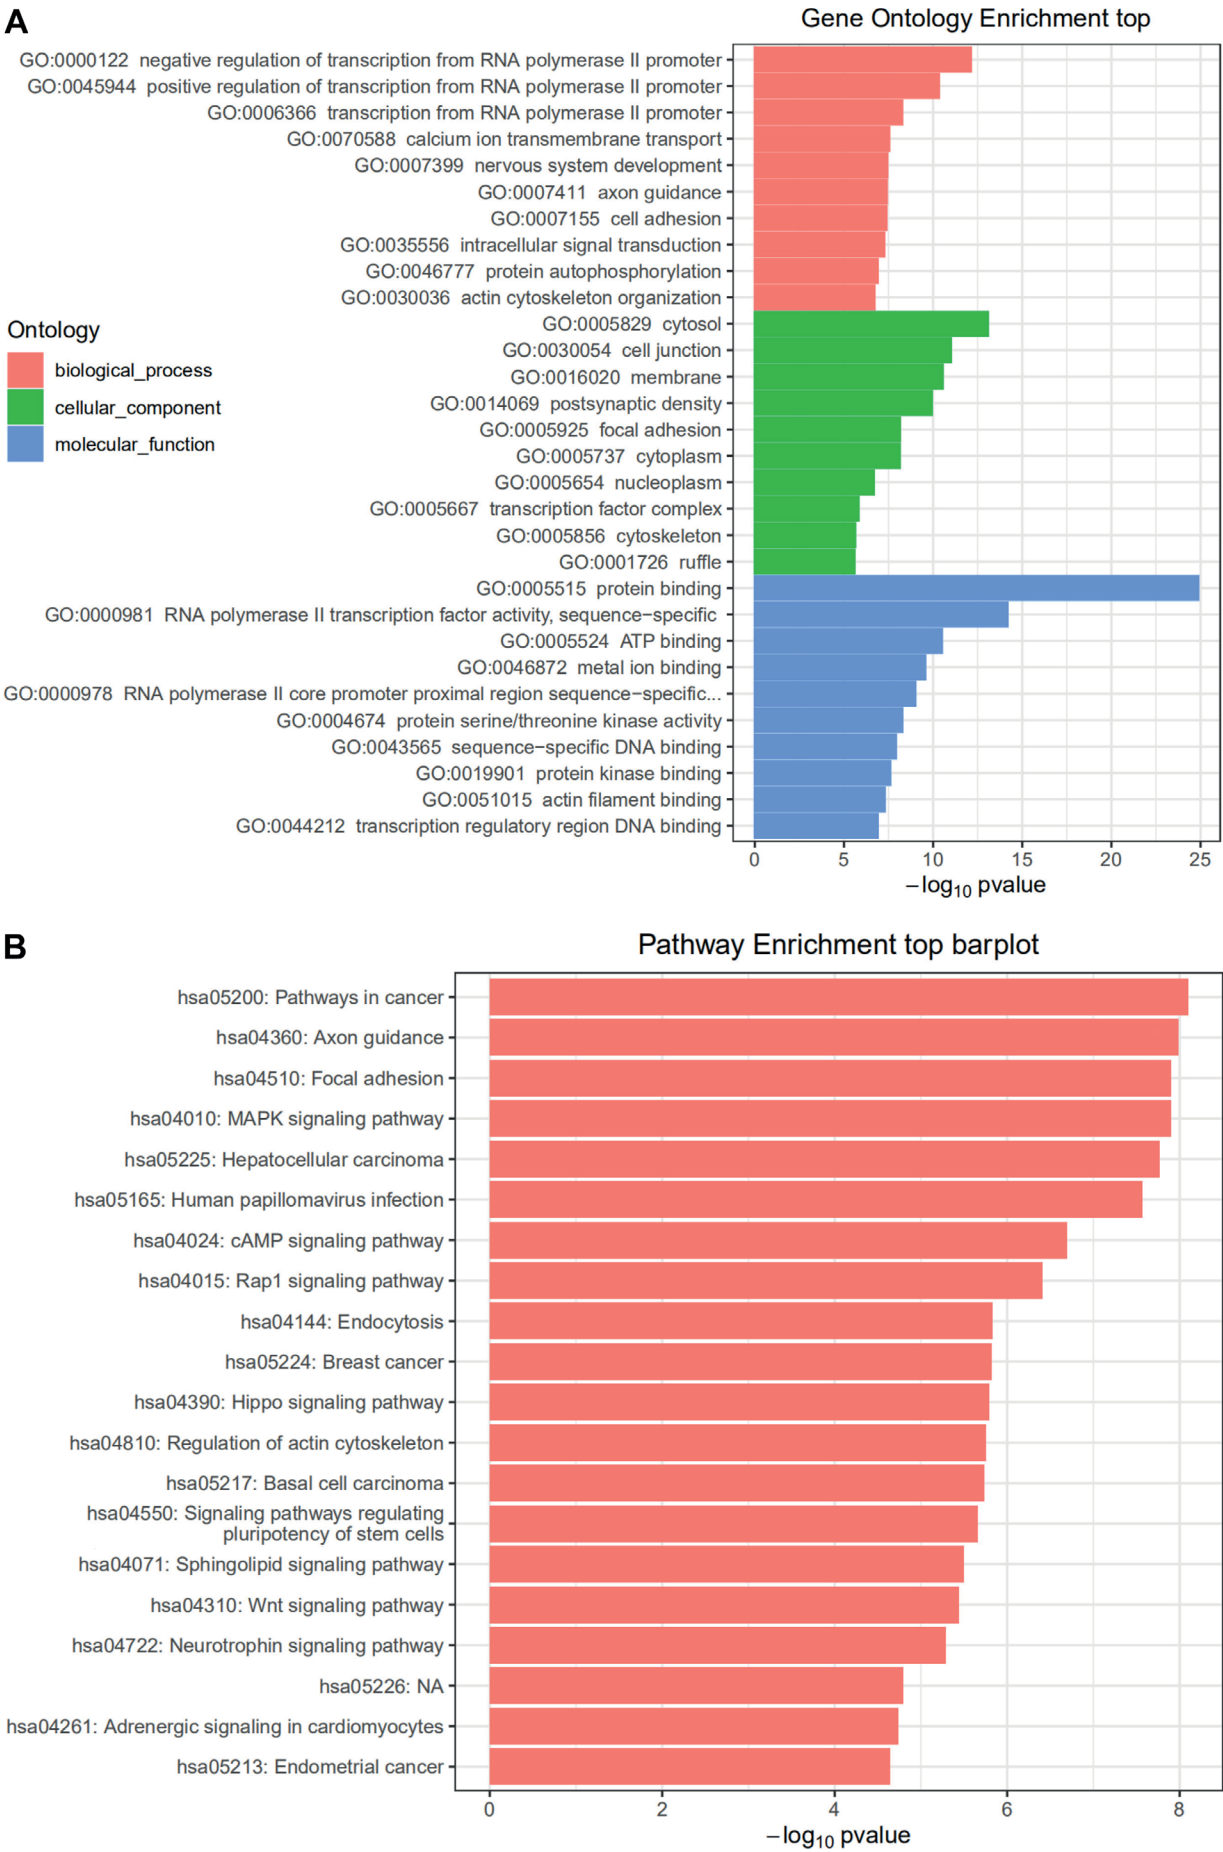 A
Gene Ontology Enrichment top
GO:0000122 negative regulation of transcription from RNA polymerase II promoter
GO:0045944 positive regulation of transcription from RNA polymerase II promoter
GO:0006366 transcription from RNA polymerase II promoter
GO:0070588 calcium ion transmembrane transport
GO:0007399 nervous system development
GO:0007411 axon guidance
GO:0007155 cell adhesion
GO:0035556 intracellular signal transduction
GO:0046777 protein autophosphorylation
GO:0030036 actin cytoskeleton organization
GO:0005829 cytosol
GO:0030054 cell junction
GO:0016020 membrane
GO:0014069 postsynaptic density
GO:0005925 focal adhesion
GO:0005737 cytoplasm
GO:0005654 nucleoplasm
GO:0005667 transcription factor complex
GO:0005856 cytoskeleton
GO:0001726 ruffle
GO:0005515 protein binding
GO:0000981 RNA polymerase II transcription factor activity, sequence−specific
GO:0005524 ATP binding
GO:0046872 metal ion binding
GO:0000978 RNA polymerase II core promoter proximal region sequence−specific...
GO:0004674 protein serine/threonine kinase activity
GO:0043565 sequence−specific DNA binding
GO:0019901 protein kinase binding
GO:0051015 actin filament binding
GO:0044212 transcription regulatory region DNA binding
Ontology
biological_process
cellular_component
molecular_function
0 5 10 15 20 25
−log10 pvalue
B
Pathway Enrichment top barplot
hsa05200: Pathways in cancer
hsa04360: Axon guidance
hsa04510: Focal adhesion
hsa04010: MAPK signaling pathway
hsa05225: Hepatocellular carcinoma
hsa05165: Human papillomavirus infection
hsa04024: cAMP signaling pathway
hsa04015: Rap1 signaling pathway
hsa04144: Endocytosis
hsa05224: Breast cancer
hsa04390: Hippo signaling pathway
hsa04810: Regulation of actin cytoskeleton
hsa05217: Basal cell carcinoma
hsa04550: Signaling pathways regulating
pluripotency of stem cells
hsa04071: Sphingolipid signaling pathway
hsa04310: Wnt signaling pathway
hsa04722: Neurotrophin signaling pathway
hsa05226: NA
hsa04261: Adrenergic signaling in cardiomyocytes
hsa05213: Endometrial cancer
0 2 4 6 8
−log10 pvalue